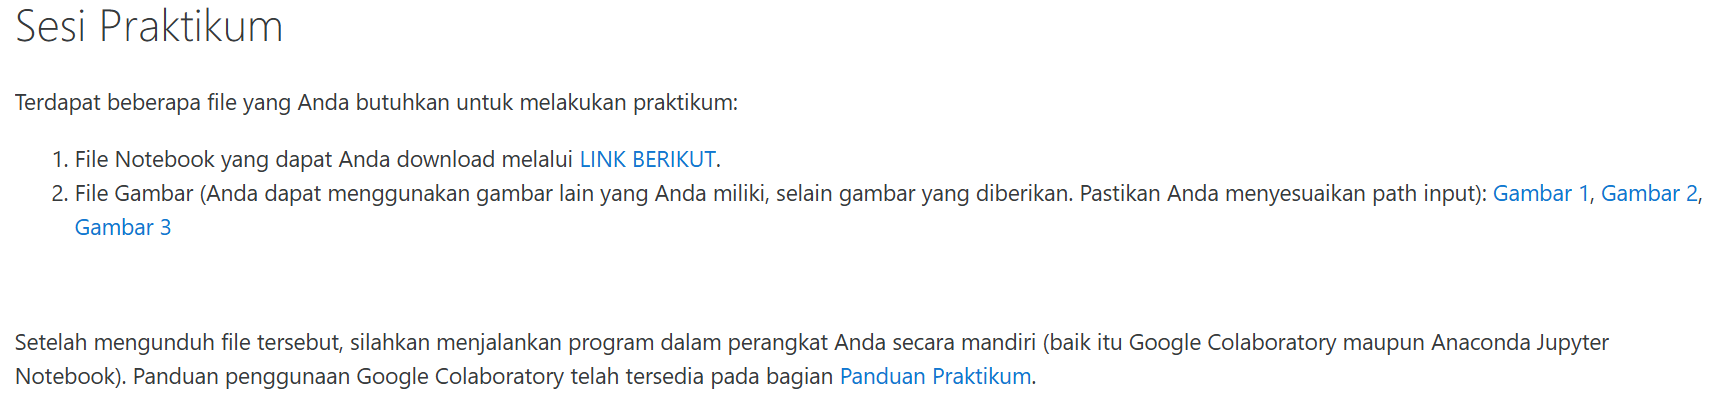 Sesi Praktikum
Terdapat beberapa file yang Anda butuhkan untuk melakukan praktikum:
1. File Notebook yang dapat Anda download melalui LINK BERIKUT.
2. File Gambar (Anda dapat menggunakan gambar lain yang Anda miliki, selain gambar yang diberikan. Pastikan Anda menyesuaikan path input): Gambar 1, Gambar 2,
Gambar 3
Setelah mengunduh file tersebut, silahkan menjalankan program dalam perangkat Anda secara mandiri (baik itu Google Colaboratory maupun Anaconda Jupyter
Notebook). Panduan penggunaan Google Colaboratory telah tersedia pada bagian Panduan Praktikum.